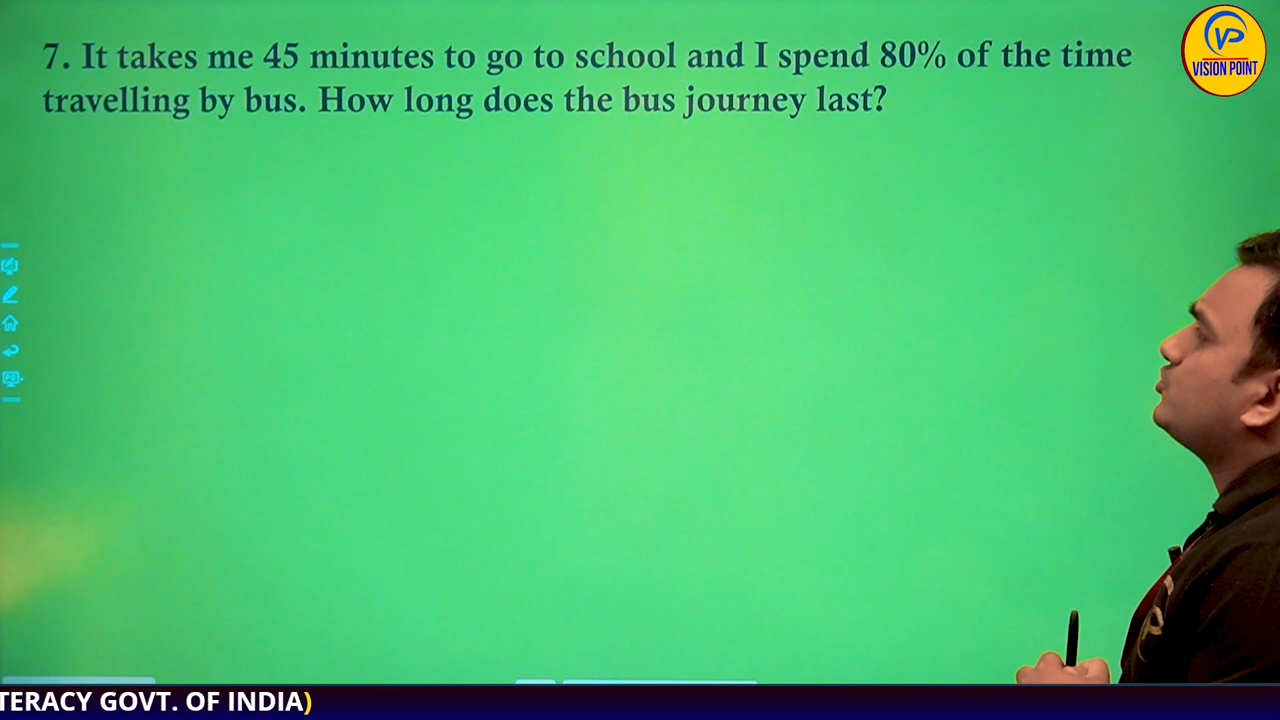 7. It takes me 45 minutes to go to school and I spend 80% of the time
travelling by bus. How long does the bus journey last?
VP
VISION POINT
TERACY GOVT. OF INDIA)